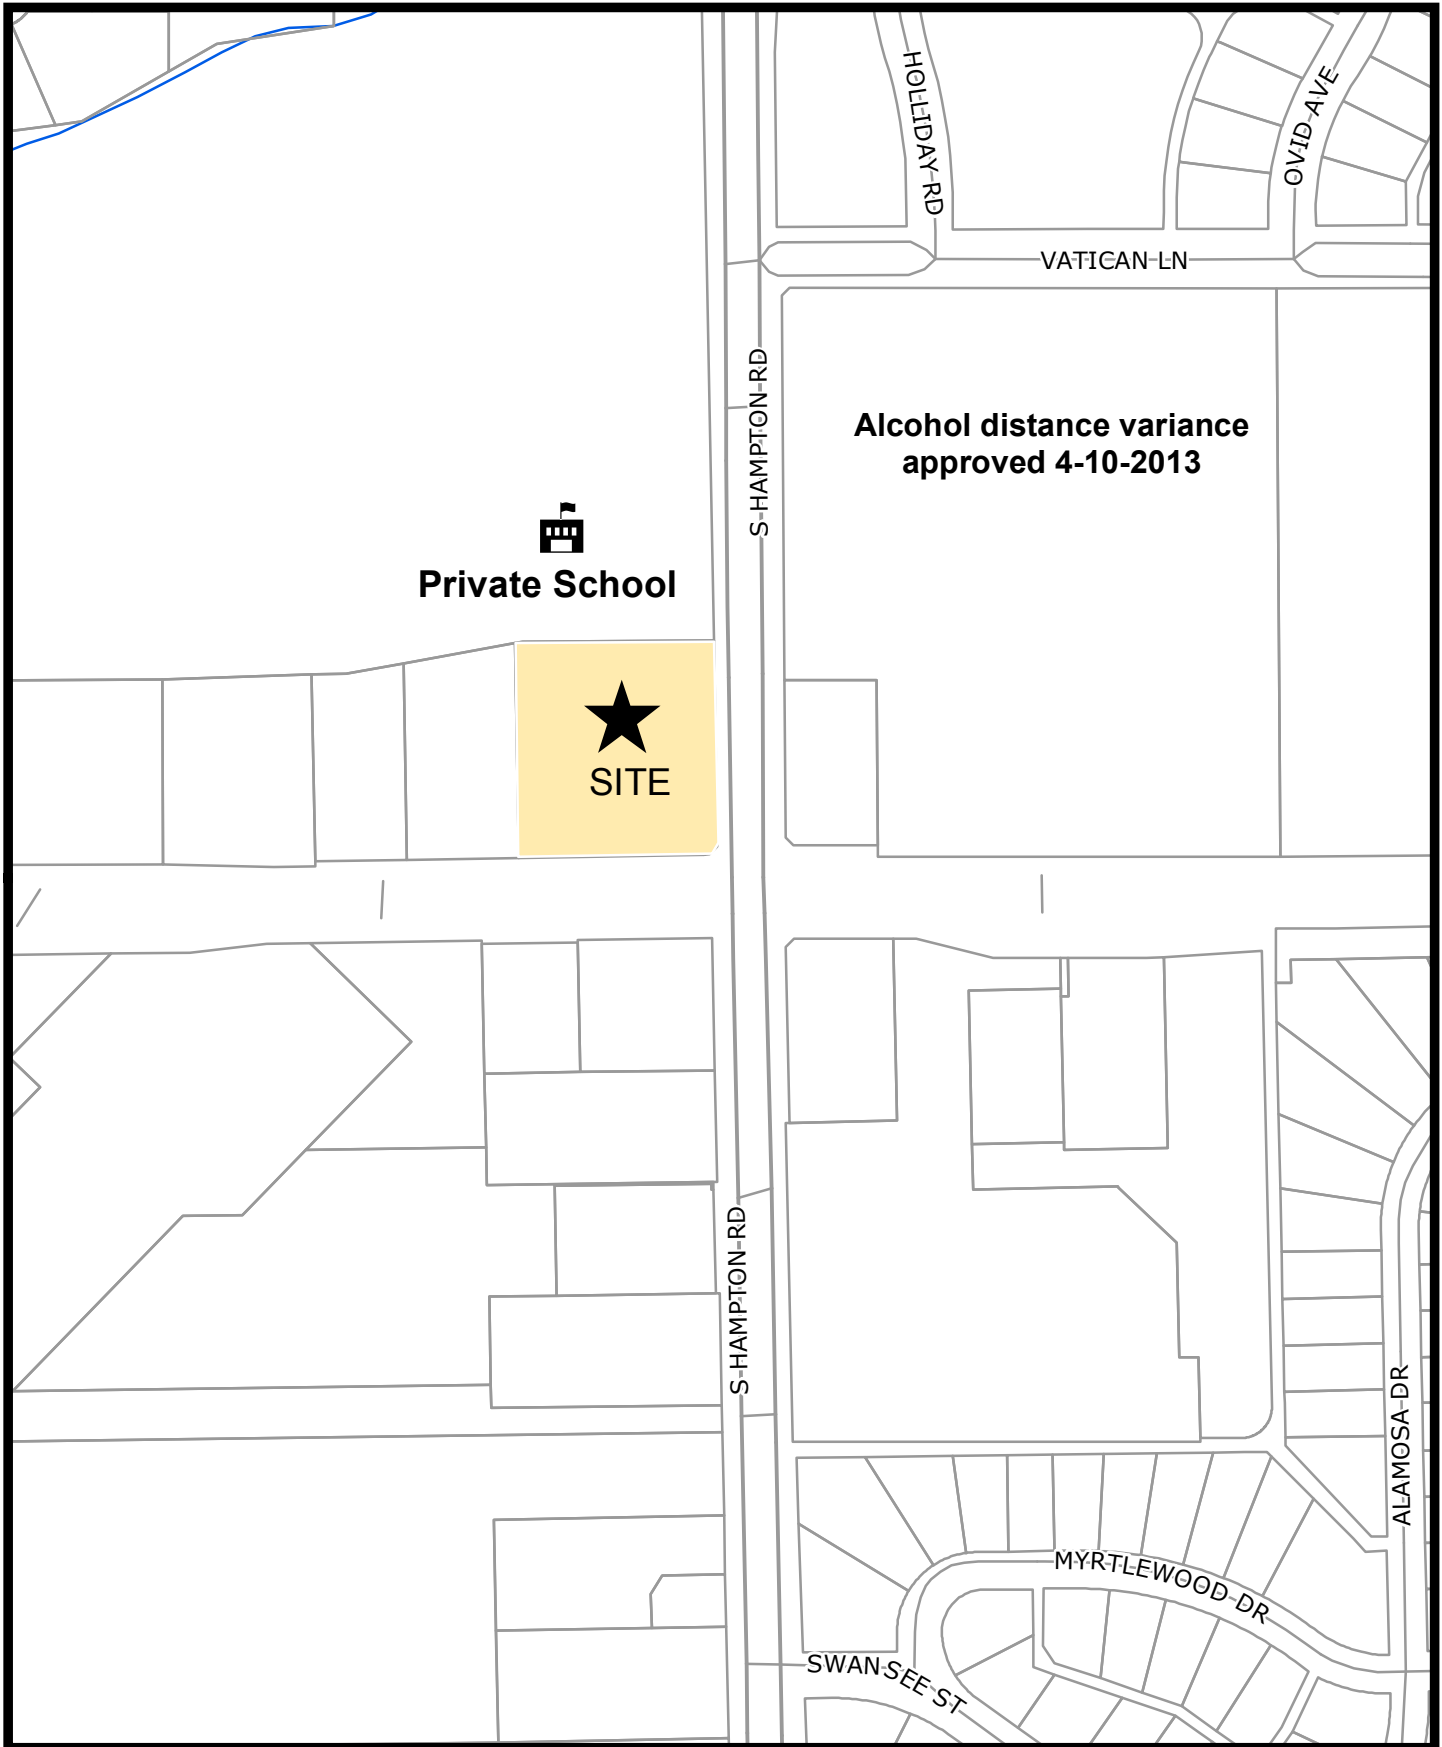 HOLLIDAY RD
OVID AVE
VATICAN LN
S HAMPTON RD
Alcohol distance variance
approved 4-10-2013
Private School
SITE
S HAMPTON RD
ALAMOSA DR
MYRTLEWOOD DR
SWANSEE ST